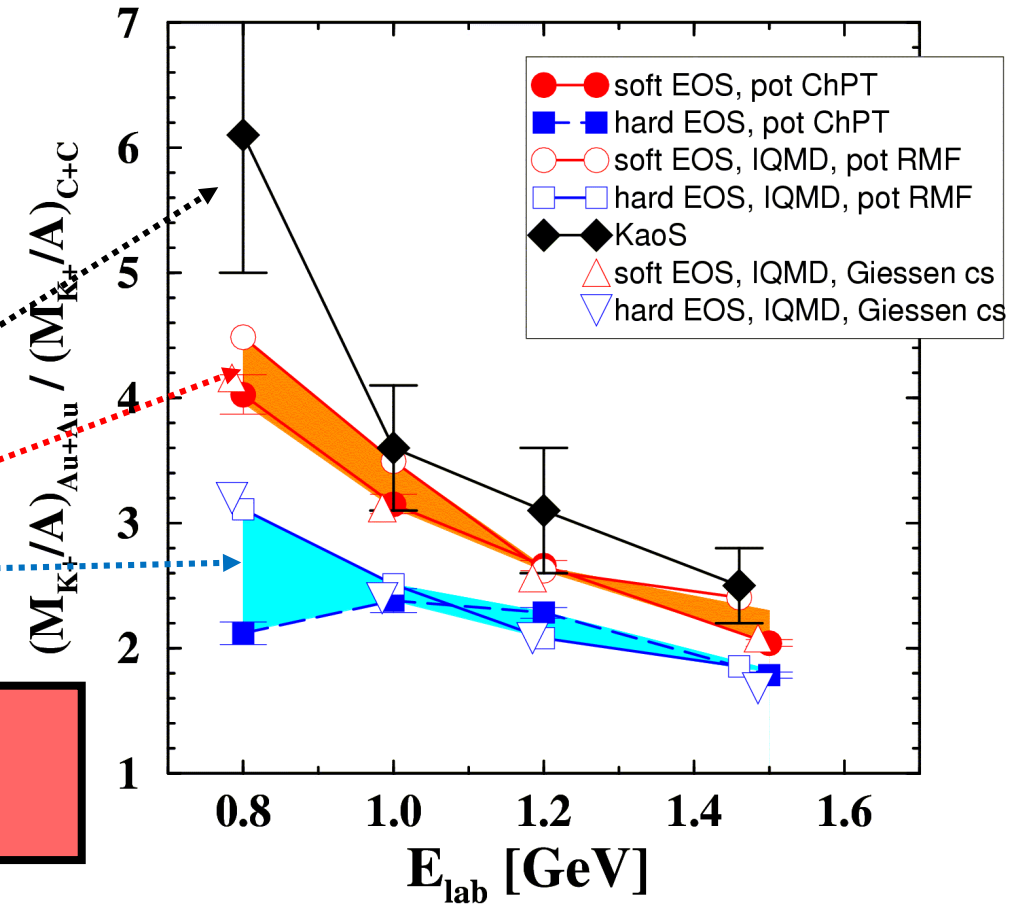 7
6
5
4
3
2
1
(M_K+/A)_Au+Au / (M_K+/A)_C+C
soft EOS, pot ChPT
hard EOS, pot ChPT
soft EOS, IQMD, pot RMF
hard EOS, IQMD, pot RMF
KaoS
soft EOS, IQMD, Giessen cs
hard EOS, IQMD, Giessen cs
0.8 1.0 1.2 1.4 1.6
E_lab [GeV]